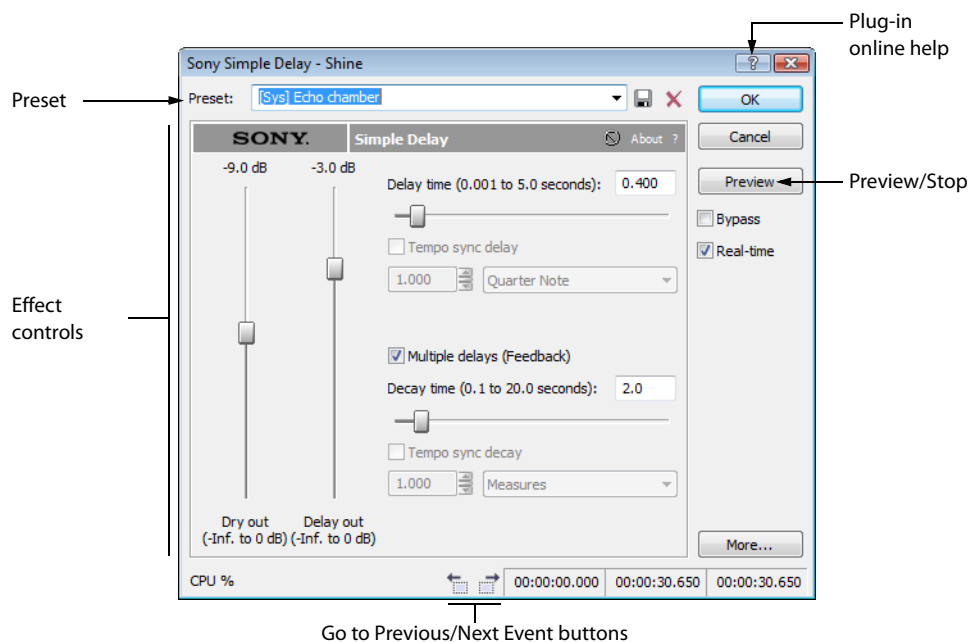 Plug-in
online help
Sony Simple Delay - Shine
?
Preset
Preset:
[Sys] Echo chamber
OK
SONY.
Simple Delay
About ?
Cancel
-9.0 dB
-3.0 dB
Delay time (0.001 to 5.0 seconds):
0.400
Preview
Preview/Stop
Bypass
Tempo sync delay
Real-time
1.000
Quarter Note
Effect
controls
Multiple delays (Feedback)
Decay time (0.1 to 20.0 seconds):
2.0
Tempo sync decay
1.000
Measures
Dry out
(-Inf. to 0 dB)
Delay out
(-Inf. to 0 dB)
More...
CPU %
00:00:00.000
00:00:30.650
00:00:30.650
Go to Previous/Next Event buttons